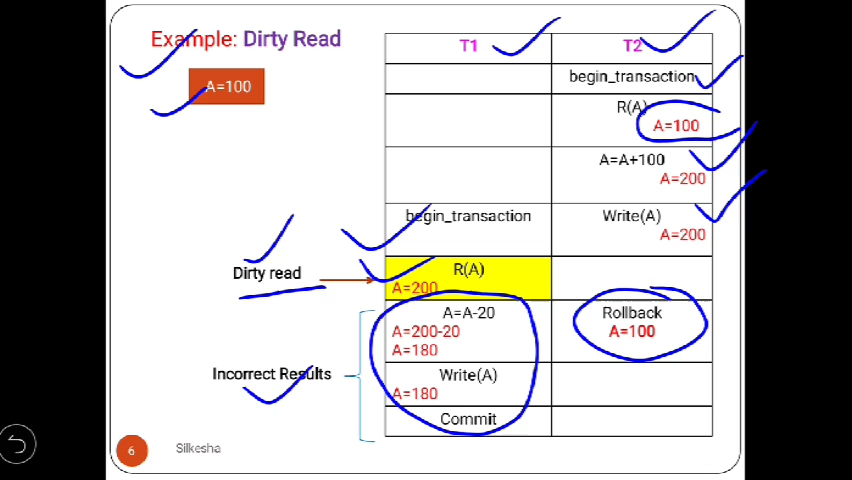 Example: Dirty Read
A=100
T1 T2
begin_transaction
R(A)
A=100
A=A+100
A=200
begin_transaction Write(A)
A=200
Dirty read
R(A)
A=200
A=A-20 Rollback
A=200-20 A=100
A=180
Incorrect Results
Write(A)
A=180
Commit
6 Silkesha